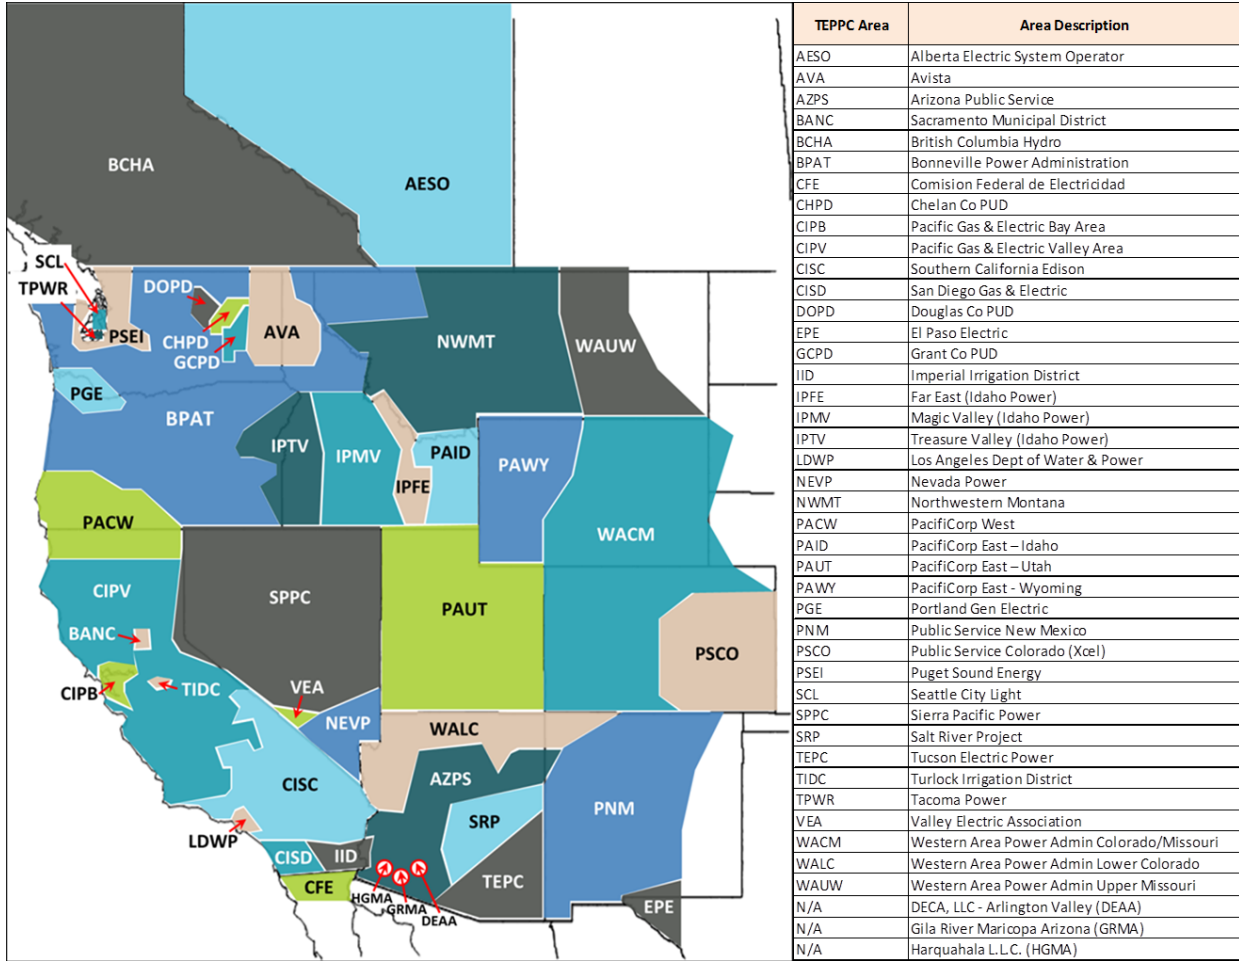 BCHA
AESO
SCL
TPWR
DOPD
PSEI
CHPD
GCPD
AVA
NWMT
WAUW
PGE
BPAT
IPTV
IPMV
PAID
IPFE
PAWY
PACW
WACM
CIPV
SPPC
PAUT
BANC
PSCO
CIPB
TIDC
VEA
NEVP
WALC
CISC
AZPS
PNM
LDWP
SRP
CISD
IID
CFE
TEPC
HGMA
GRMA
DEAA
EPE
TEPPC Area Area Description
AESO Alberta Electric System Operator
AVA Avista
AZPS Arizona Public Service
BANC Sacramento Municipal District
BCHA British Columbia Hydro
BPAT Bonneville Power Administration
CFE Comision Federal de Electricidad
CHPD Chelan Co PUD
CIPB Pacific Gas & Electric Bay Area
CIPV Pacific Gas & Electric Valley Area
CISC Southern California Edison
CISD San Diego Gas & Electric
DOPD Douglas Co PUD
EPE El Paso Electric
GCPD Grant Co PUD
IID Imperial Irrigation District
IPFE Far East (Idaho Power)
IPMV Magic Valley (Idaho Power)
IPTV Treasure Valley (Idaho Power)
LDWP Los Angeles Dept of Water & Power
NEVP Nevada Power
NWMT Northwestern Montana
PACW PacifiCorp West
PAID PacifiCorp East – Idaho
PAUT PacifiCorp East – Utah
PAWY PacifiCorp East - Wyoming
PGE Portland Gen Electric
PNM Public Service New Mexico
PSCO Public Service Colorado (Xcel)
PSEI Puget Sound Energy
SCL Seattle City Light
SPPC Sierra Pacific Power
SRP Salt River Project
TEPC Tucson Electric Power
TIDC Turlock Irrigation District
TPWR Tacoma Power
VEA Valley Electric Association
WACM Western Area Power Admin Colorado/Missouri
WALC Western Area Power Admin Lower Colorado
WAUW Western Area Power Admin Upper Missouri
N/A DECA, LLC - Arlington Valley (DEAA)
N/A Gila River Maricopa Arizona (GRMA)
N/A Harquahala L.L.C. (HGMA)